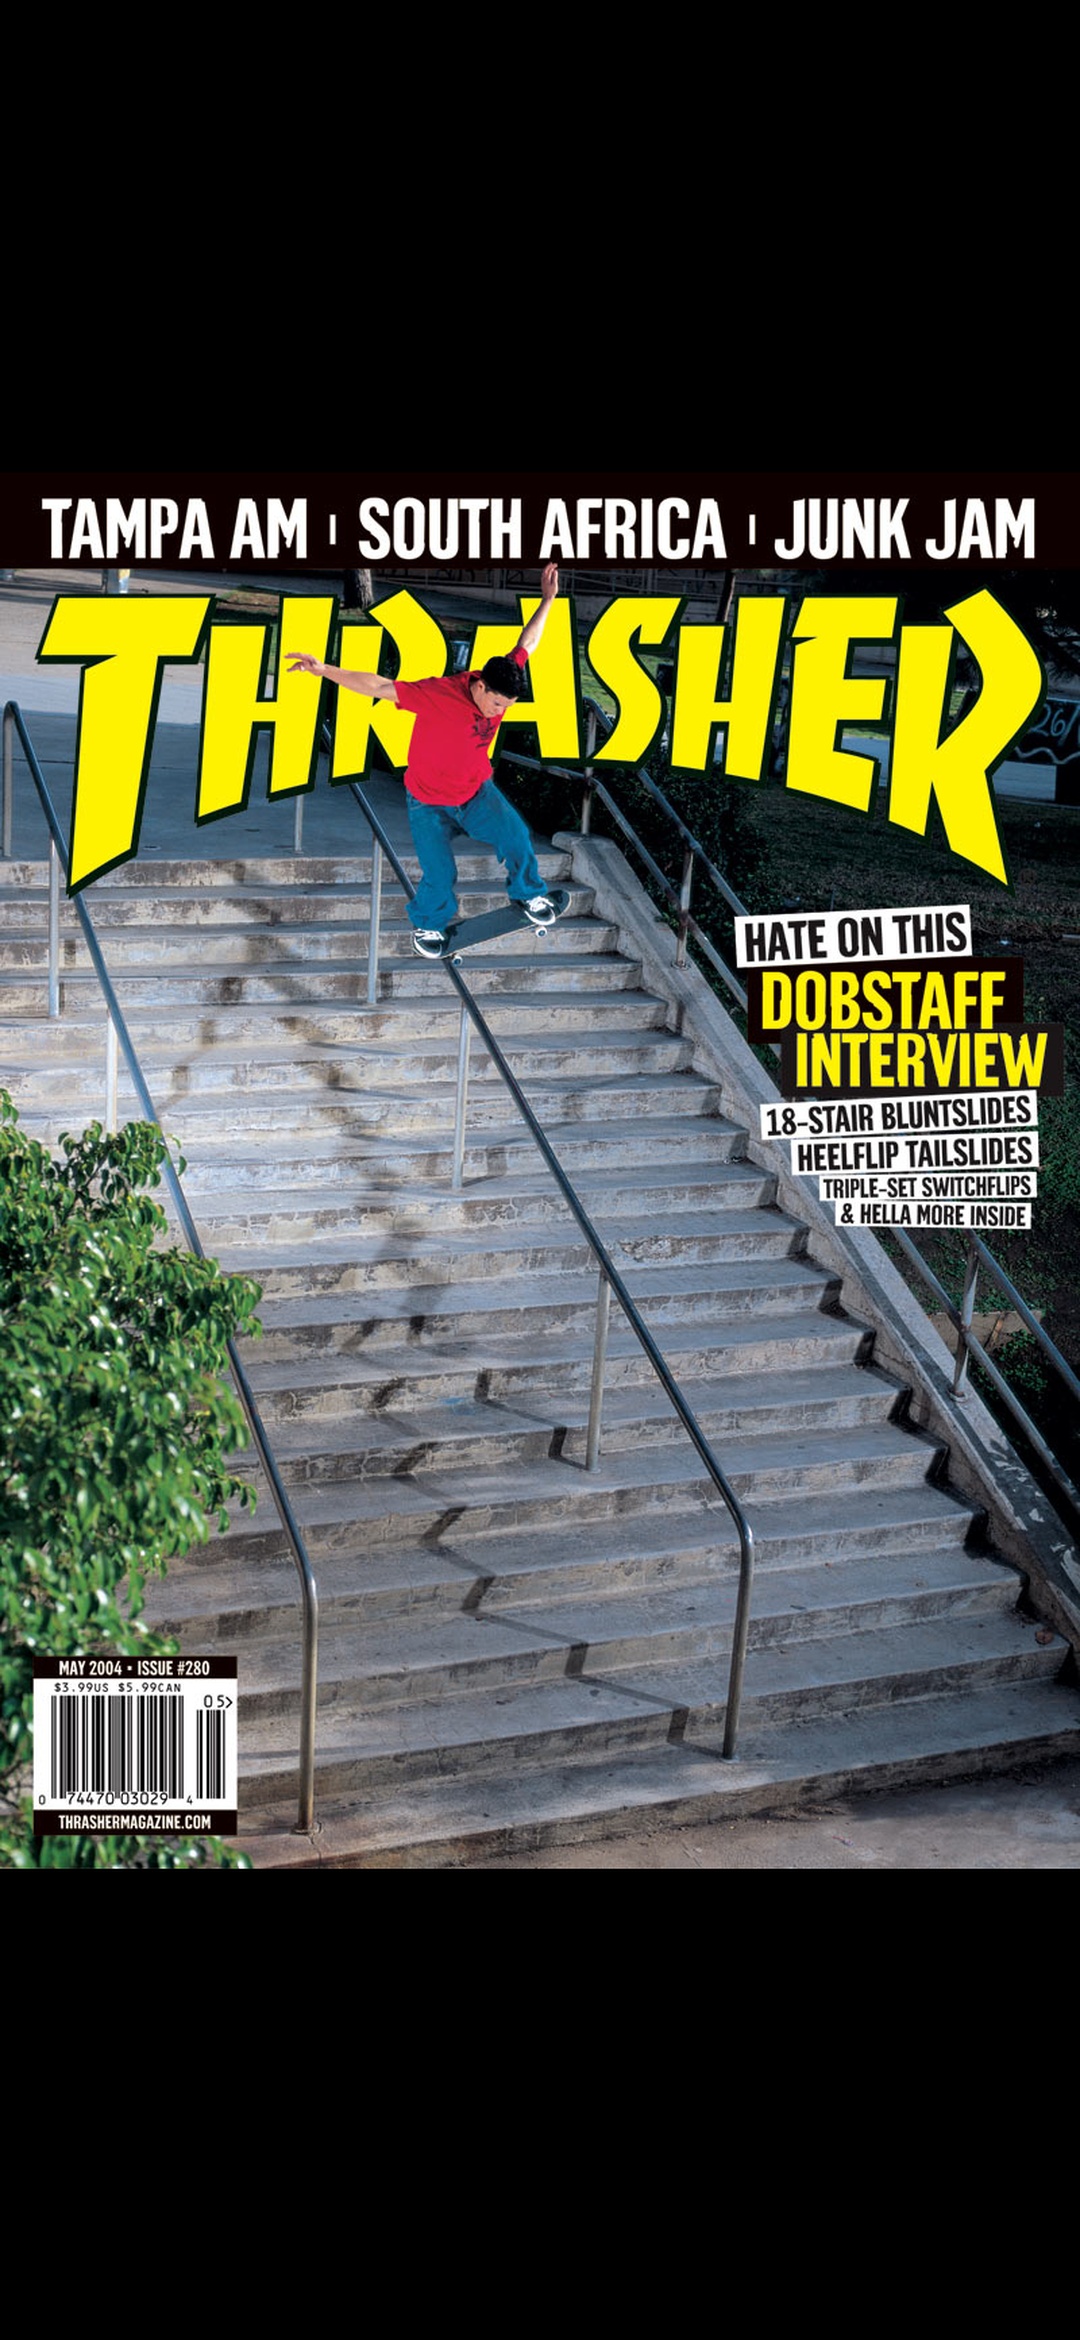 TAMPA AM | SOUTH AFRICA | JUNK JAM
THRASHER
HATE ON THIS
DOBSTAFF
INTERVIEW
18-STAIR BLUNTSLIDES
HEELFLIP TAILSLIDES
TRIPLE-SET SWITCHFLIPS
& HELLA MORE INSIDE
MAY 2004 • ISSUE #280
$3.99US $5.99CAN
05>
0 74470 03029 4
THRASHERMAGAZINE.COM